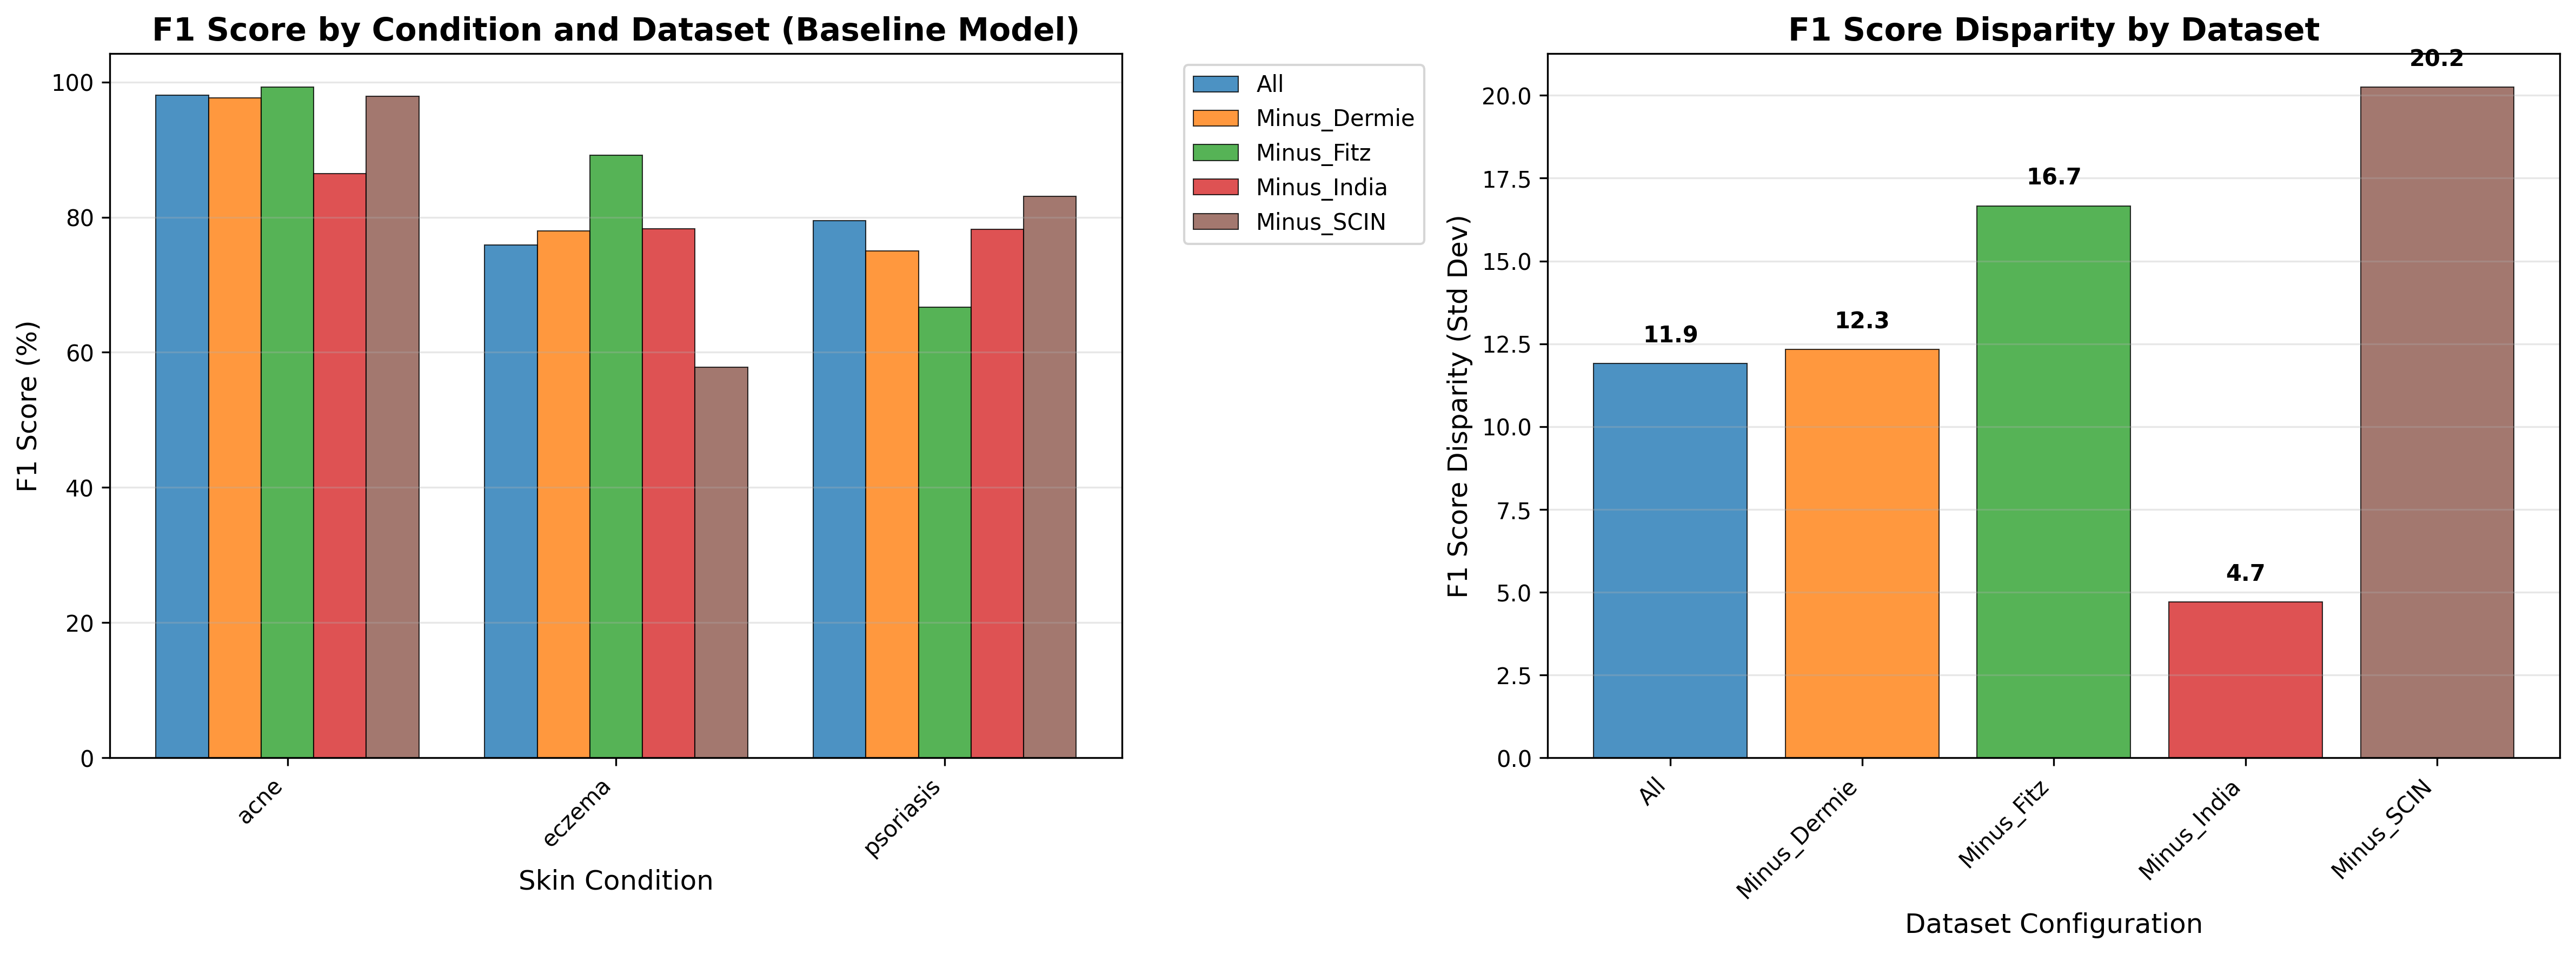 F1 Score by Condition and Dataset (Baseline Model)
F1 Score (%)
100
80
60
40
20
0
acne
eczema
psoriasis
Skin Condition
All
Minus_Dermie
Minus_Fitz
Minus_India
Minus_SCIN
F1 Score Disparity by Dataset
F1 Score Disparity (Std Dev)
20.0
17.5
15.0
12.5
10.0
7.5
5.0
2.5
0.0
11.9
12.3
16.7
4.7
20.2
All
Minus_Dermie
Minus_Fitz
Minus_India
Minus_SCIN
Dataset Configuration